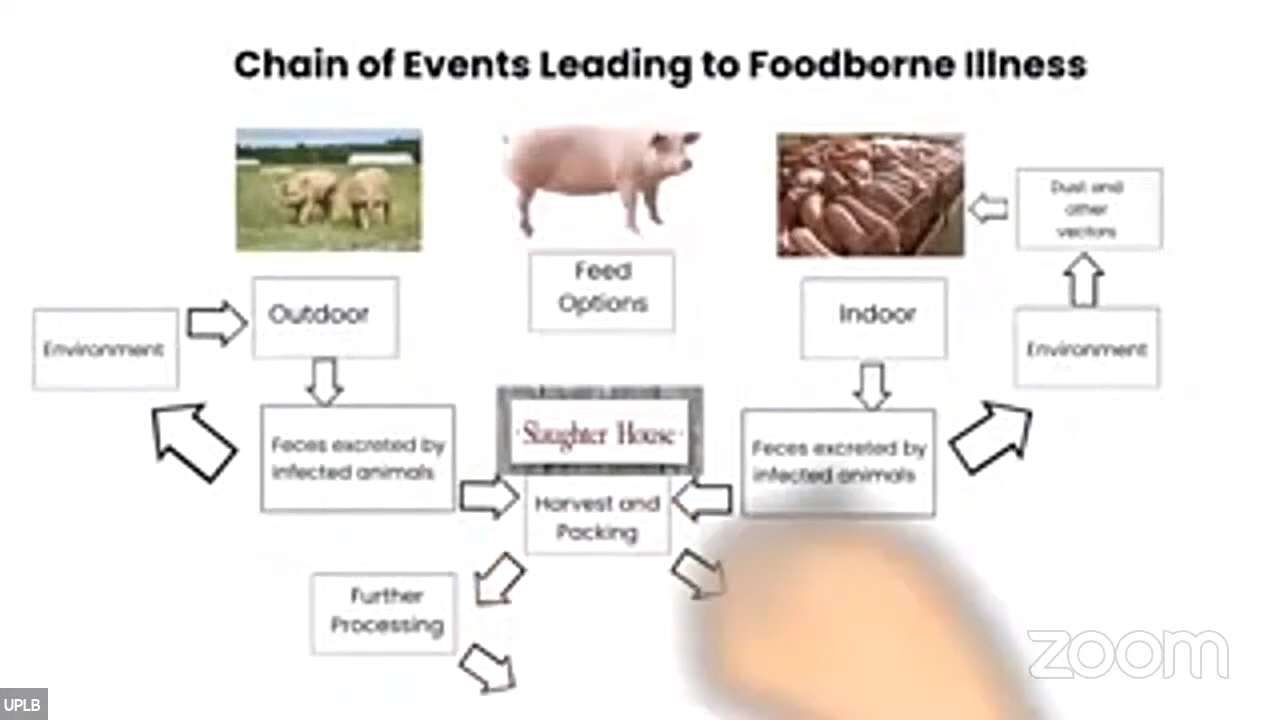 Chain of Events Leading to Foodborne Illness
Dust and
other
vectors
Feed
Options
Outdoor
Indoor
Environment
Environment
Feces excreted by
infected animals
Slaughter House
Feces excreted by
infected animals
Harvest and
Packing
Further
Processing
zoom
UPLB